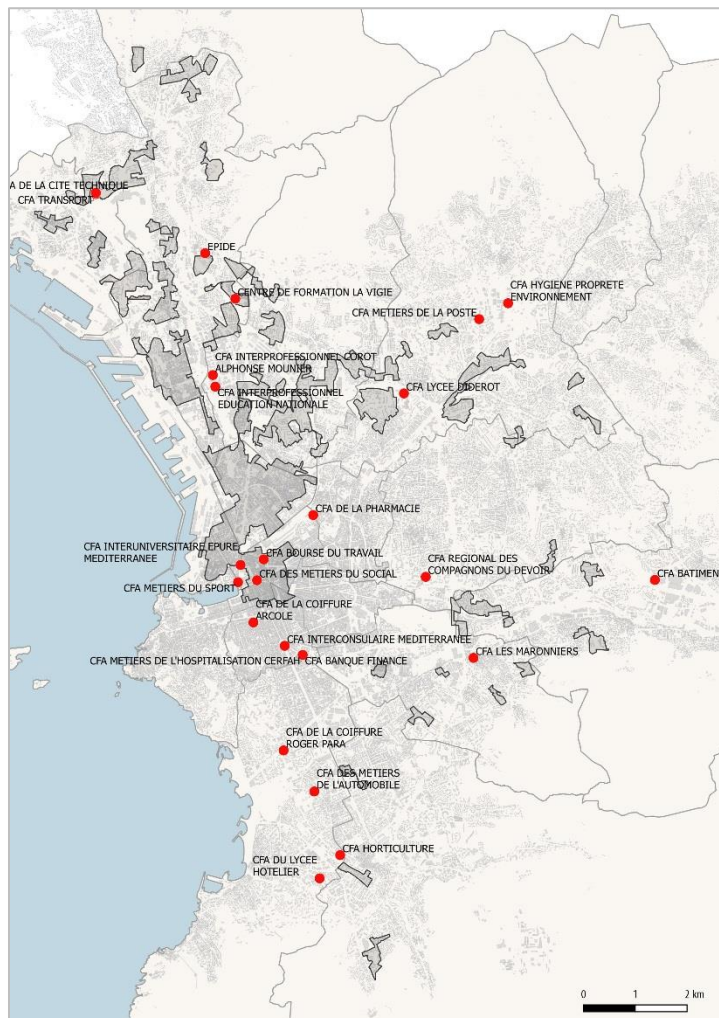 A DE LA CITE TECHNIQUE
CFA TRANSPORT
EPIDE
CENTRE DE FORMATION LA VIGIE
CFA HYGIENE PROPRETE
ENVIRONNEMENT
CFA METIERS DE LA POSTE
CFA INTERPROFESSIONNEL COROT
ALPHONSE MOUNIER
CFA INTERPROFESSIONNEL
EDUCATION NATIONALE
CFA LYCEE DIDEROT
CFA DE LA PHARMACIE
CFA INTERUNIVERSITAIRE EPURE
MEDITERRANEE
CFA BOURSE DU TRAVAIL
CFA METIERS DU SPORT
CFA DES METIERS DU SOCIAL
CFA REGIONAL DES
COMPAGNONS DU DEVOIR
CFA BATIMEN
CFA DE LA COIFFURE
ARCOLE
CFA INTERCONSULAIRE MEDITERRANEE
CFA METIERS DE L'HOSPITALISATION CERFAH
CFA BANQUE FINANCE
CFA LES MARONNIERS
CFA DE LA COIFFURE
ROGER PARA
CFA DES METIERS
DE L'AUTOMOBILE
CFA HORTICULTURE
CFA DU LYCEE
HOTELIER
0 1 2 km